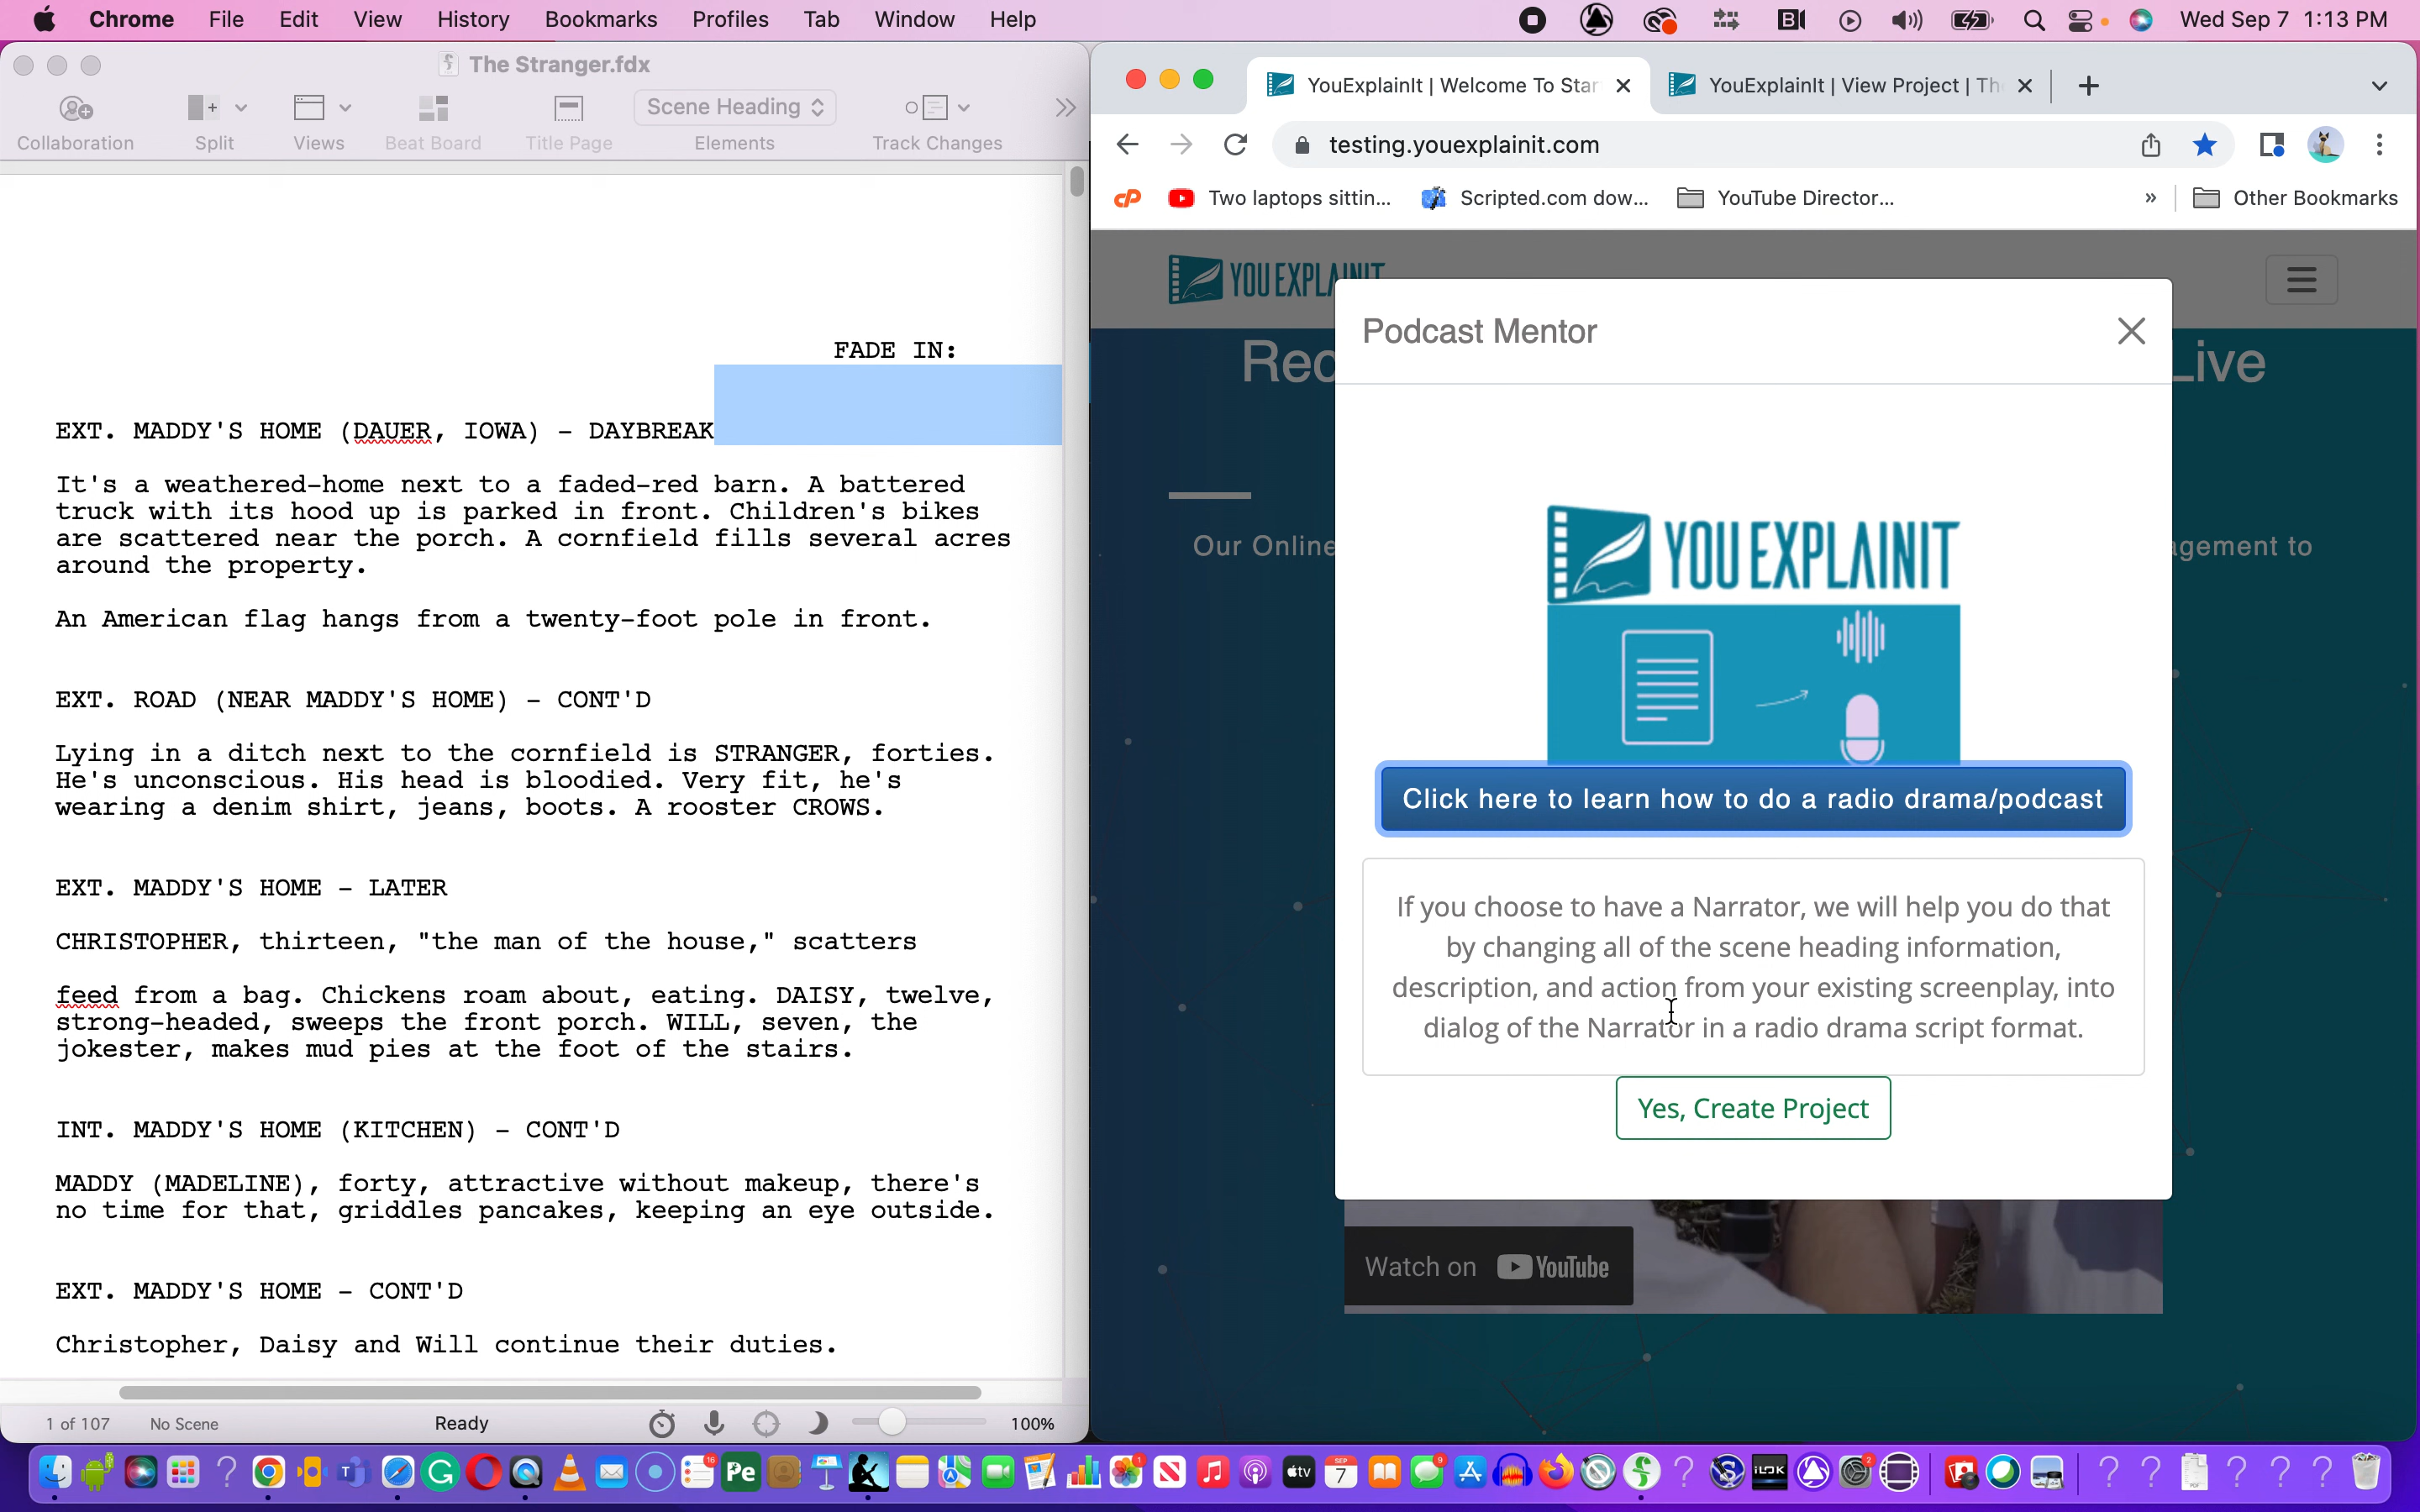 Chrome File Edit View History Bookmarks Profiles Tab Window Help Wed Sep 7 1:13 PM
The Stranger.fdx
Scene Heading
Collaboration Split Views Beat Board Title Page Elements Track Changes
FADE IN:
EXT. MADDY'S HOME (DAUER, IOWA) - DAYBREAK
It's a weathered-home next to a faded-red barn. A battered
truck with its hood up is parked in front. Children's bikes
are scattered near the porch. A cornfield fills several acres
around the property.
An American flag hangs from a twenty-foot pole in front.
EXT. ROAD (NEAR MADDY'S HOME) - CONT'D
Lying in a ditch next to the cornfield is STRANGER, forties.
He's unconscious. His head is bloodied. Very fit, he's
wearing a denim shirt, jeans, boots. A rooster CROWS.
EXT. MADDY'S HOME - LATER
CHRISTOPHER, thirteen, "the man of the house," scatters
feed from a bag. Chickens roam about, eating. DAISY, twelve,
strong-headed, sweeps the front porch. WILL, seven, the
jokester, makes mud pies at the foot of the stairs.
INT. MADDY'S HOME (KITCHEN) - CONT'D
MADDY (MADELINE), forty, attractive without makeup, there's
no time for that, griddles pancakes, keeping an eye outside.
EXT. MADDY'S HOME - CONT'D
Christopher, Daisy and Will continue their duties.
1 of 107 No Scene Ready 100%
YouExplainIt | Welcome To Star
YouExplainIt | View Project | Th
testing.youexplainit.com
Two laptops sittin... Scripted.com dow... YouTube Director... » Other Bookmarks
YOU EXPLAINIT
Podcast Mentor
Rec Live
Our Online agement to
YOU EXPLAINIT
Click here to learn how to do a radio drama/podcast
If you choose to have a Narrator, we will help you do that
by changing all of the scene heading information,
description, and action from your existing screenplay, into
dialog of the Narrator in a radio drama script format.
Yes, Create Project
Watch on YouTube
16 Pe 1 tv SEP 7 9 iLOK 2